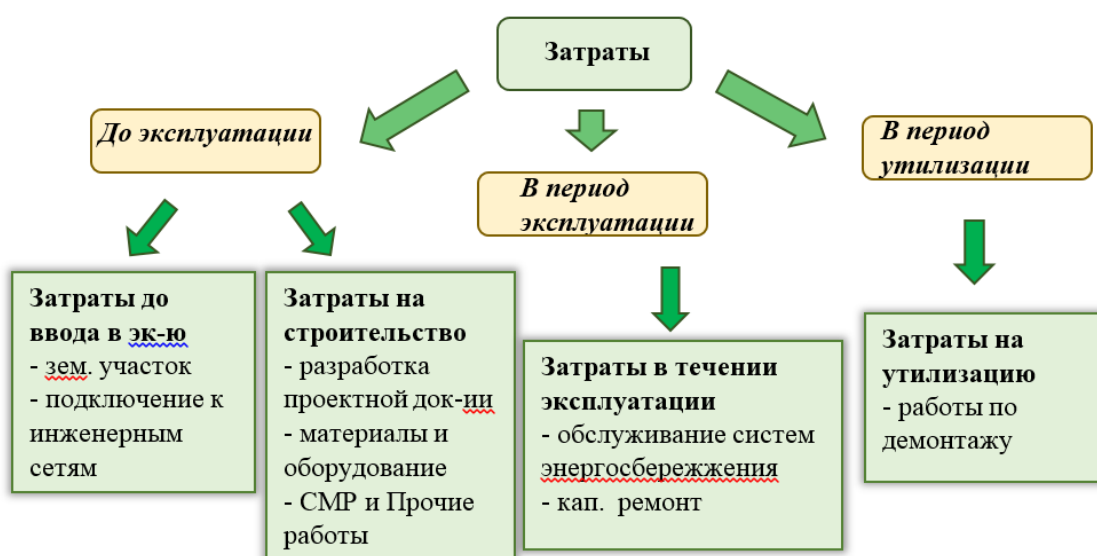 Затраты
До эксплуатации
В период
эксплуатации
В период
утилизации
Затраты до
ввода в эк-ю
- зем. участок
- подключение к
инженерным
сетям
Затраты на
строительство
- разработка
проектной док-ии
- материалы и
оборудование
- СМР и Прочие
работы
Затраты в течении
эксплуатации
- обслуживание систем
энергосбережжения
- кап.  ремонт
Затраты на
утилизацию
- работы по
демонтажу